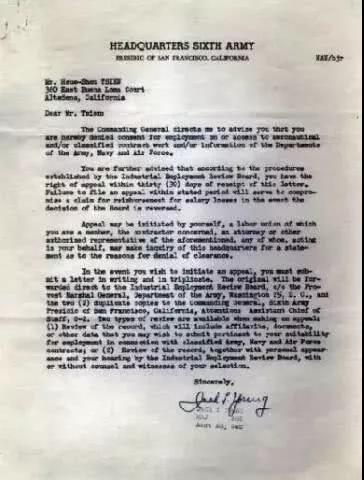 HEADQUARTERS SIXTH ARMY
PRESIDIO OF SAN FRANCISCO, CALIFORNIA
Mr. Hsue-Shen TSIEN
360 East Buena Loma Court
Altadena, California
Dear Mr. Tsien:
The Commanding General directs me to advise you that you
are hereby denied consent for employment on or access to aeronautical
and/or classified contract work and/or information of the Departments
of the Army, Navy and Air Force.
You are further advised that according to the procedures
established by the Industrial Employment Review Board, you have the
right of appeal within thirty (30) days of receipt of this letter.
Failure to file an appeal within stated period will serve to compro-
mise a claim for reimbursement for salary losses in the event the
decision of the Board is reversed.
Appeal may be initiated by yourself, a labor union of which
you are a member, the contractor concerned, an attorney or other
authorized representative of the aforementioned. Any of whom, acting
in your behalf, may make inquiry of this headquarters for a state-
ment as to the reasons for denial of clearance.
In the event you wish to initiate an appeal, you must sub-
mit a letter in writing and in triplicate. The original will be for-
warded direct to the Industrial Employment Review Board, c/o the Pro-
vost Marshal General, Department of the Army, Washington 25, D. C., and
the two (2) duplicate copies to the Commanding General, Sixth Army
Presidio of San Francisco, California, Attention: Assistant Chief of
Staff, G-2. Two types of review are available when making an appeal:
(1) Review of the record, which will include affidavits, documents,
or other data that you may wish to submit pertinent to your suitability
for employment in connection with classified Army, Navy and Air Force
contracts; or (2) Review of the record, together with personal appear-
ance and your hearing by the Industrial Employment Review Board, with
or without counsel and witnesses of your selection.
Sincerely,